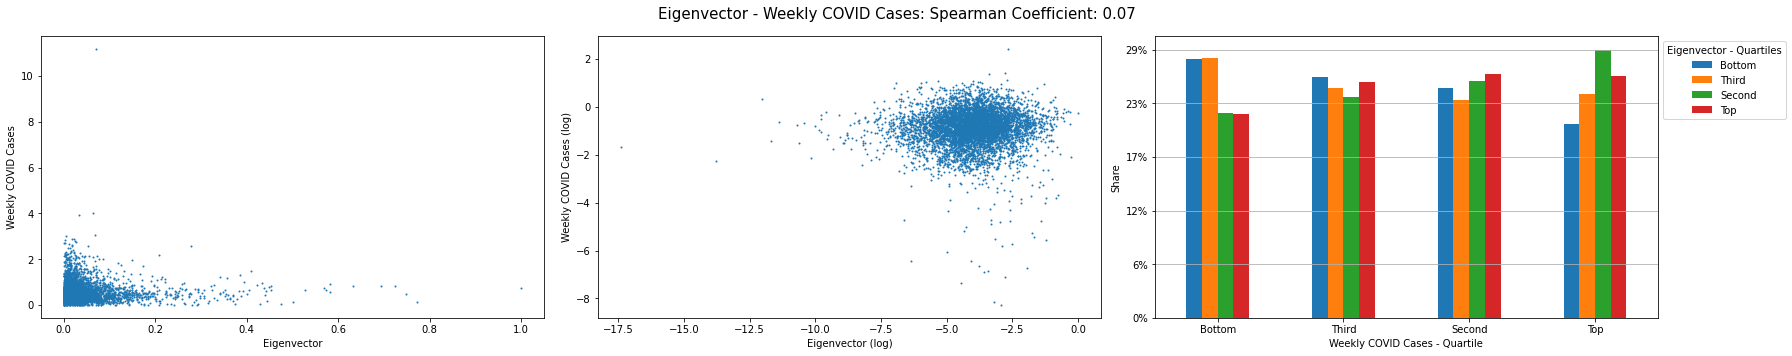 Eigenvector - Weekly COVID Cases: Spearman Coefficient: 0.07
Weekly COVID Cases
10
8
6
4
2
0
0.0 0.2 0.4 0.6 0.8 1.0
Eigenvector
Weekly COVID Cases (log)
2
0
−2
−4
−6
−8
−17.5 −15.0 −12.5 −10.0 −7.5 −5.0 −2.5 0.0
Eigenvector (log)
Share
29%
23%
17%
12%
6%
0%
Bottom Third Second Top
Weekly COVID Cases - Quartile
Eigenvector - Quartiles
Bottom
Third
Second
Top